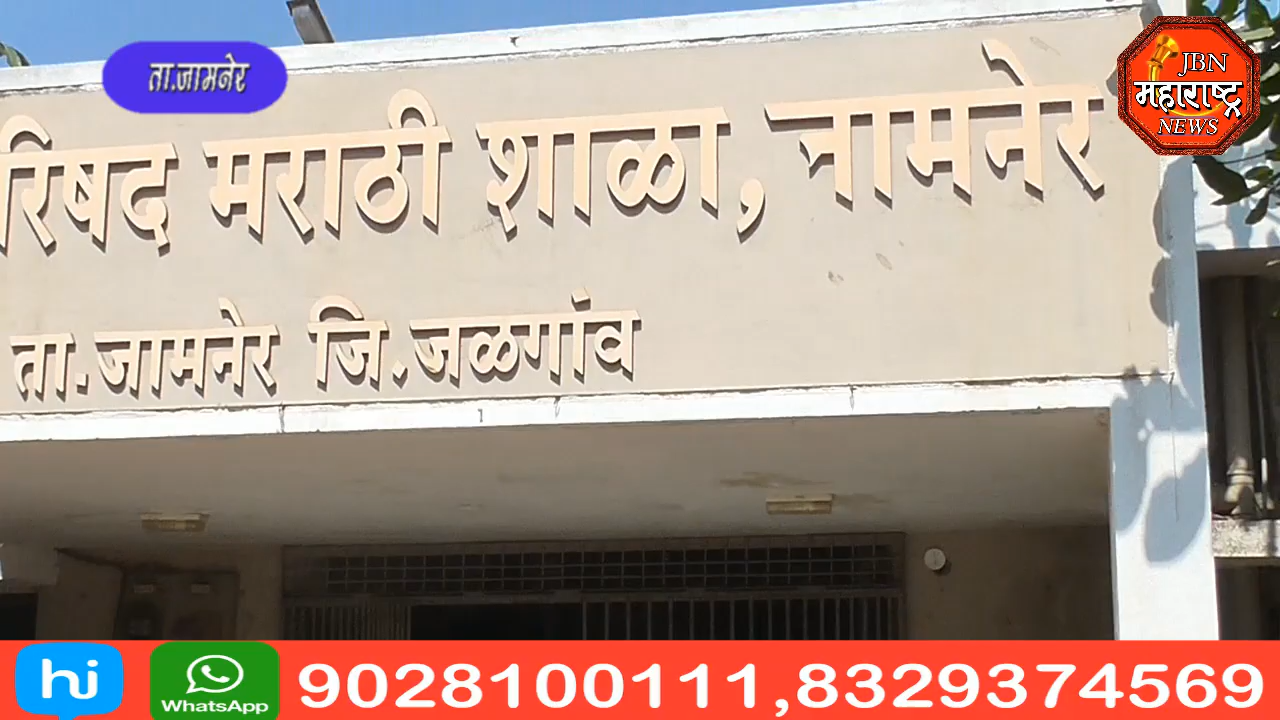 ता.जामनेर
JBN
महाराष्ट्र
NEWS
रिषद मराठी शाळा, जामनेर
ता.जामनेर जि.जळगांव
hi
WhatsApp
9028100111,8329374569